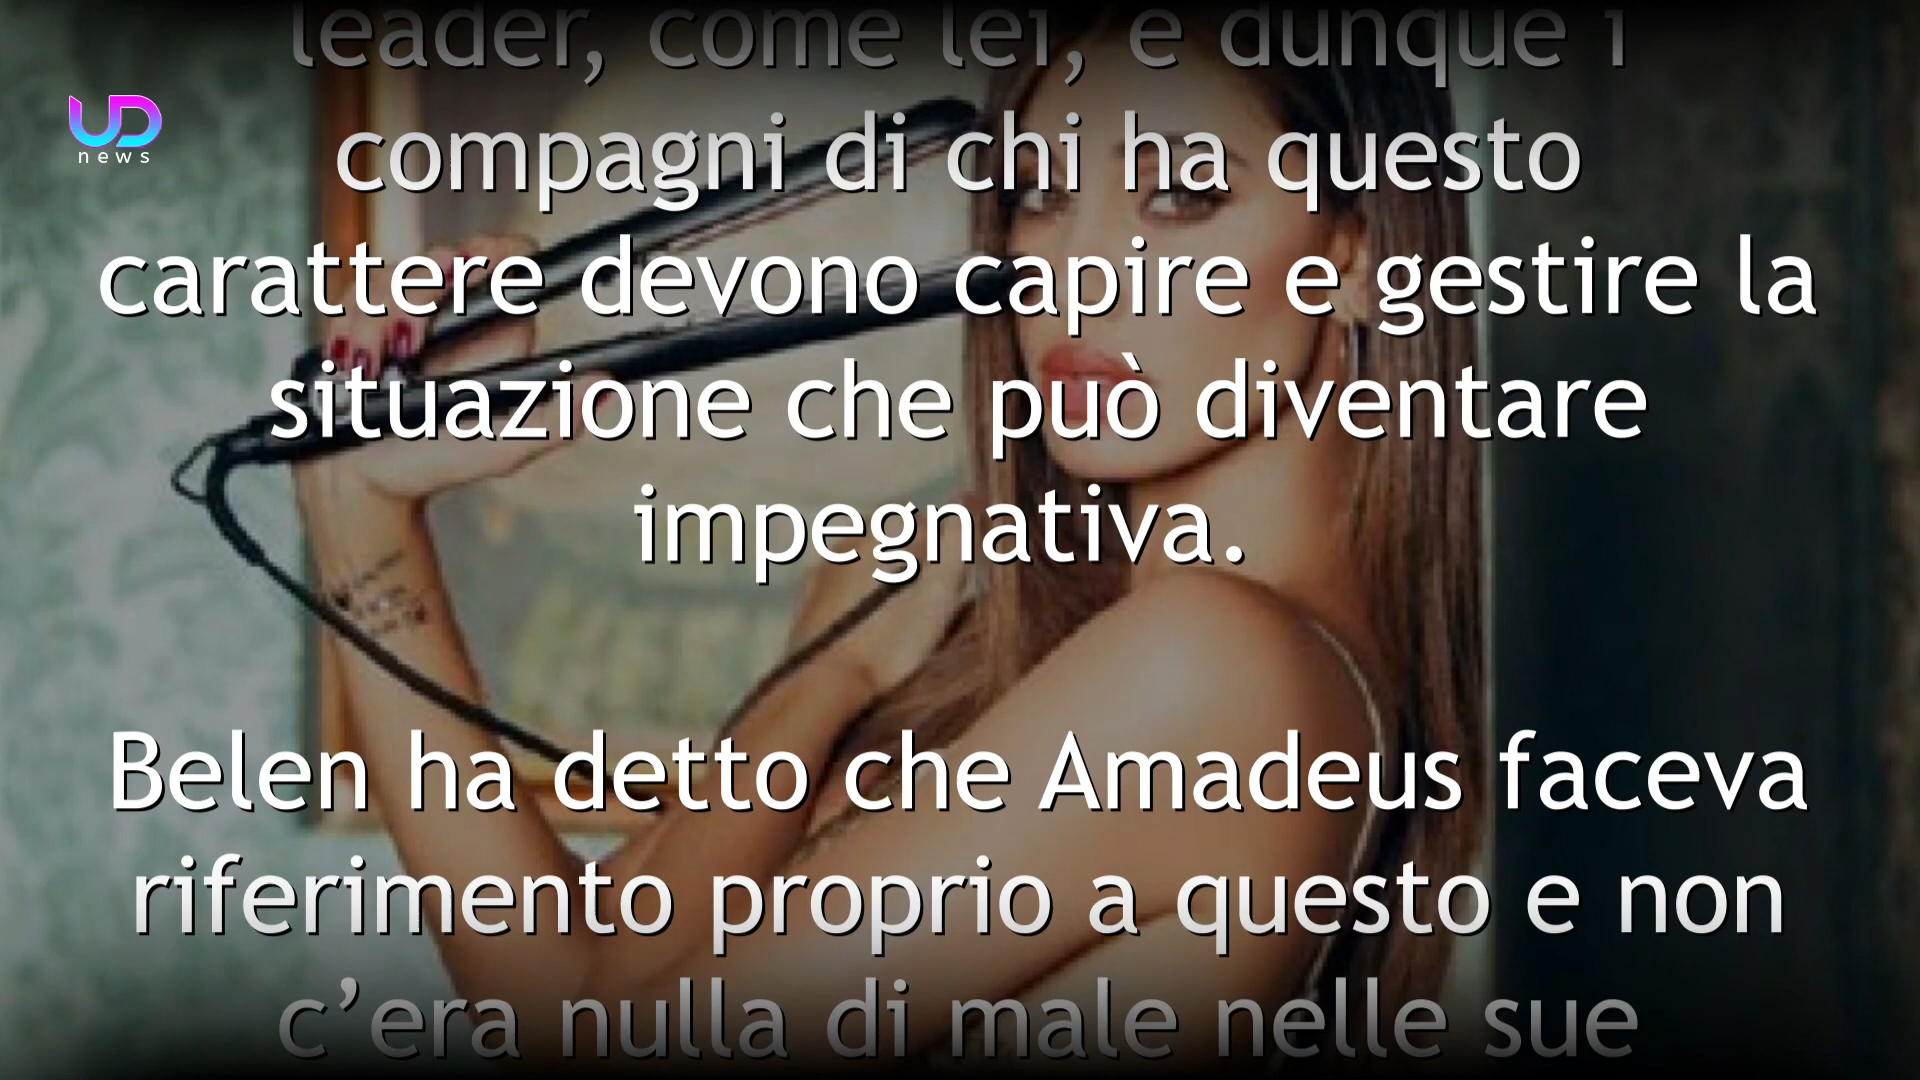 leader, come lei, e dunque i
UD
news
compagni di chi ha questo
carattere devono capire e gestire la
situazione che può diventare
impegnativa.
Belen ha detto che Amadeus faceva
riferimento proprio a questo e non
c’era nulla di male nelle sue